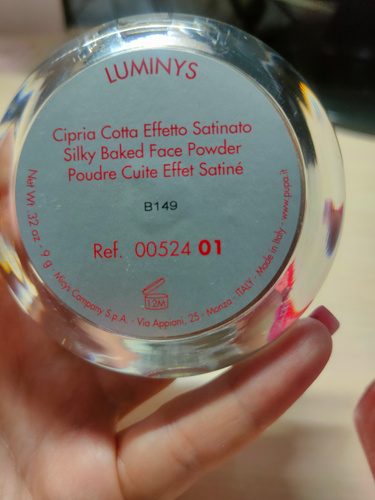 LUMINYS
Cipria Cotta Effetto Satinato
Silky Baked Face Powder
Poudre Cuite Effet Satiné
B149
Ref. 00524 01
12M
Net Wt .32 oz. - 9 g - Micys Company S.p.A. - Via Appiani, 25 - Monza - ITALY - Made in Italy - www.pupa.it